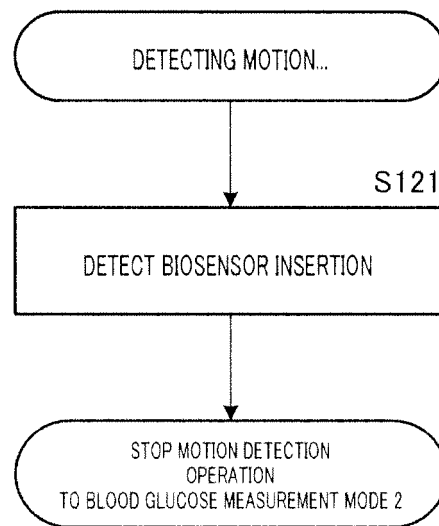 DETECTING MOTION...
S121
DETECT BIOSENSOR INSERTION
STOP MOTION DETECTION
OPERATION
TO BLOOD GLUCOSE MEASUREMENT MODE 2